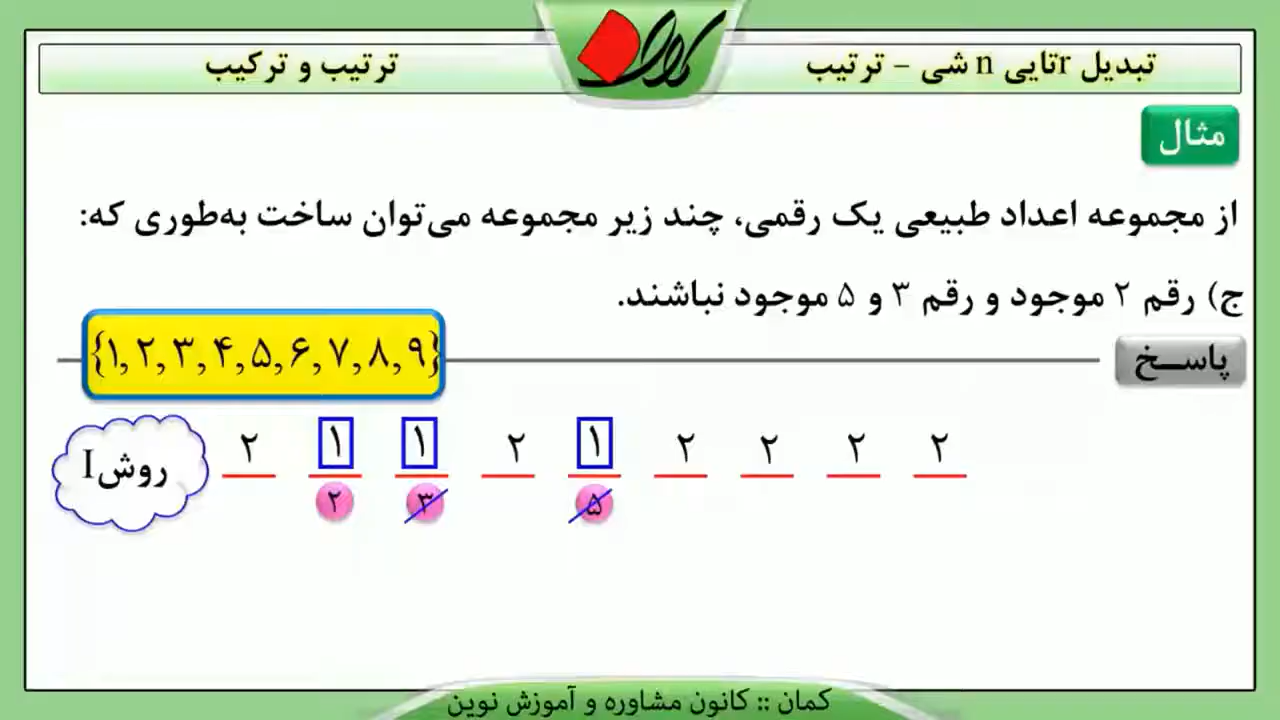 تبدیل rتایی n شی – ترتیب
ترتیب و ترکیب
مثال
از مجموعه اعداد طبیعی یک رقمی، چند زیر مجموعه می‌توان ساخت به‌طوری که:
ج) رقم ۲ موجود و رقم ۳ و ۵ موجود نباشند.
پاســخ
{۱,۲,۳,۴,۵,۶,۷,۸,۹}
روش I
۲ ۱ ۱ ۲ ۱ ۲ ۲ ۲ ۲
۲ ۳ ۵
کمان :: کانون مشاوره و آموزش نوین